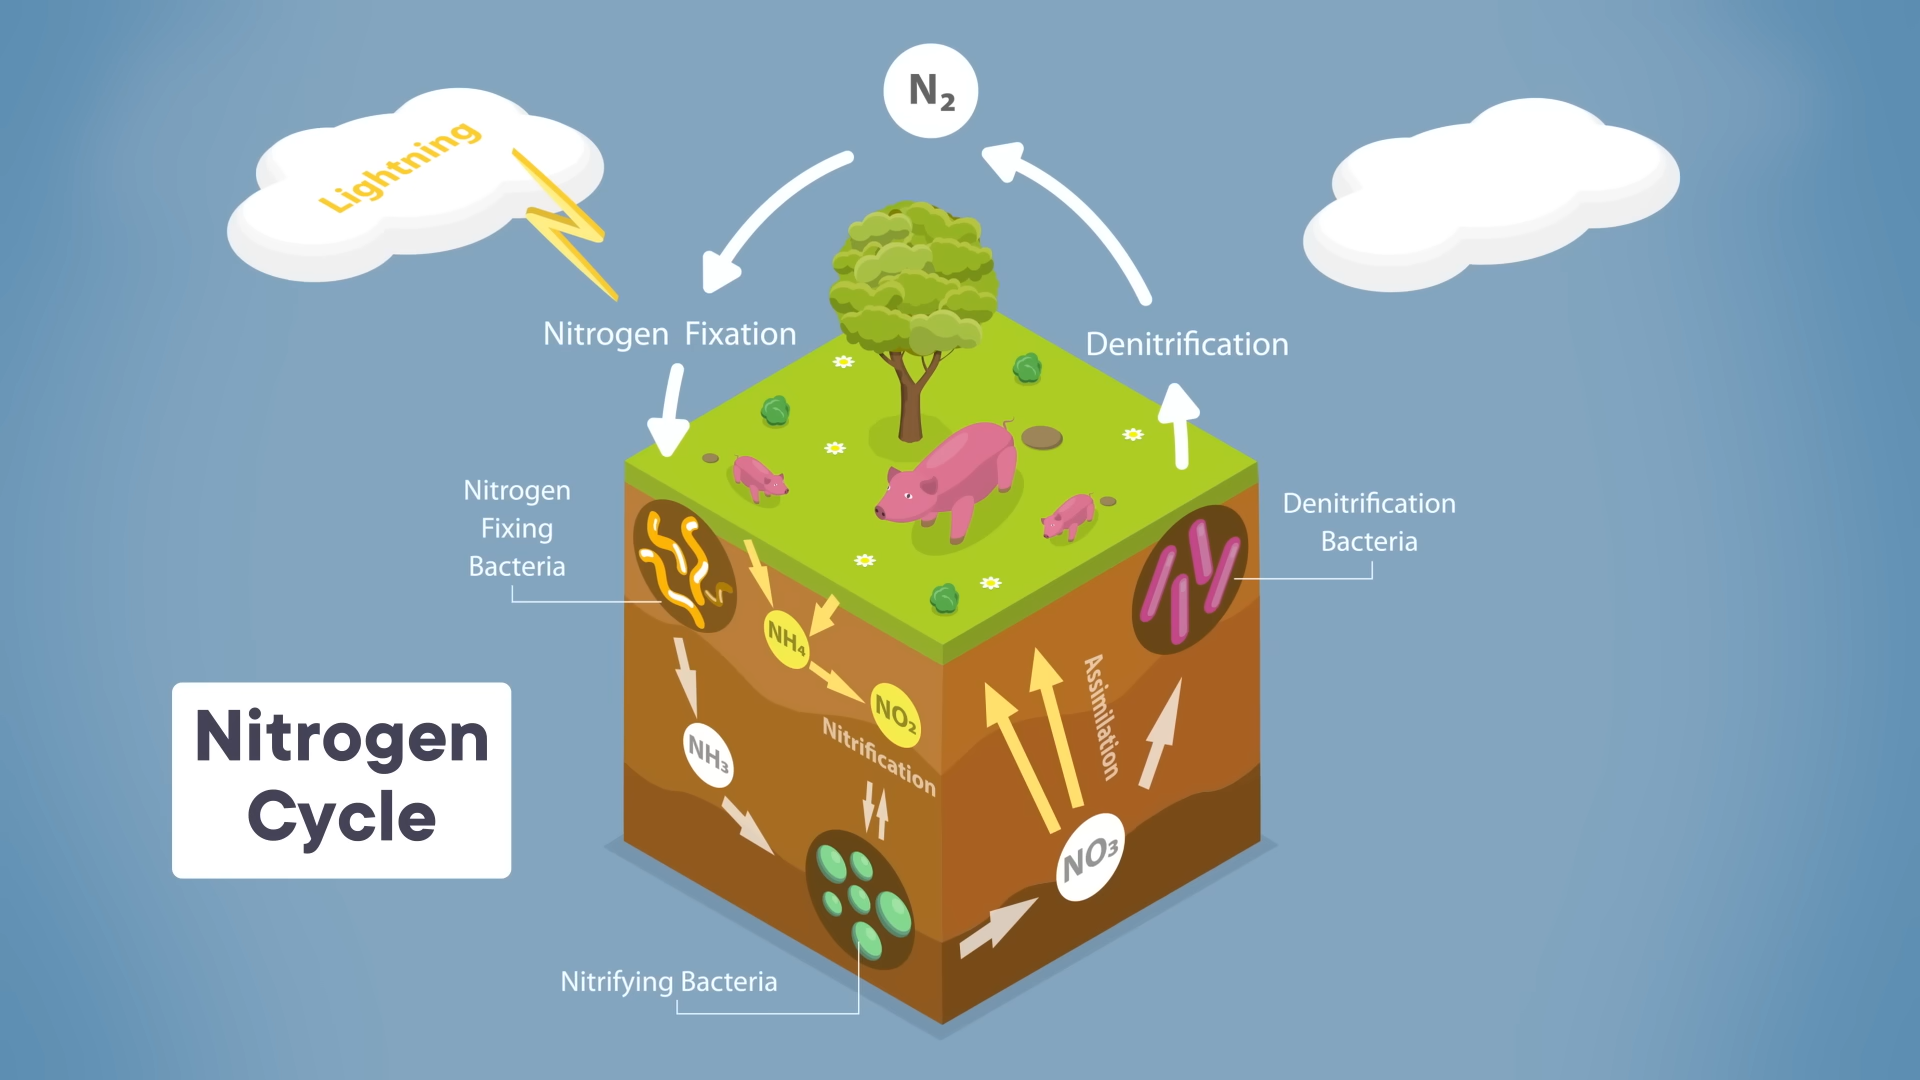 N₂
Lightning
Nitrogen Fixation
Denitrification
Nitrogen
Fixing
Bacteria
Denitrification
Bacteria
NH₄
NO₂
Nitrification
Assimilation
NH₃
NO₃
Nitrogen
Cycle
Nitrifying Bacteria